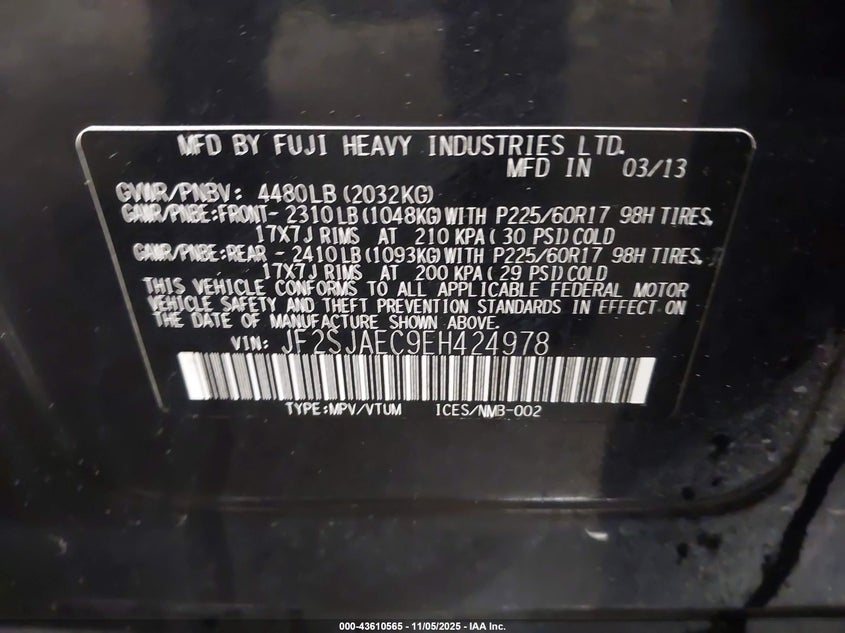 MFD BY FUJI HEAVY INDUSTRIES LTD.
MFD IN 03/13
GVWR/PNBV: 4480LB (2032KG)
GAWR/PNBE:FRONT- 2310LB (1048KG) WITH P225/60R17 98H TIRES,
17X7J RIMS AT 210 KPA( 30 PSI) COLD
GAWR/PNBE:REAR - 2410LB (1093KG) WITH P225/60R17 98H TIRES,
17X7J RIMS AT 200 KPA( 29 PSI) COLD
THIS VEHICLE CONFORMS TO ALL APPLICABLE FEDERAL MOTOR
VEHICLE SAFETY AND THEFT PREVENTION STANDARDS IN EFFECT ON
THE DATE OF MANUFACTURE SHOWN ABOVE.
VIN: JF2SJAEC9EH424978
TYPE:MPV/VTUM ICES/NMB-002
000-43610565 - 11/05/2025 - IAA Inc.